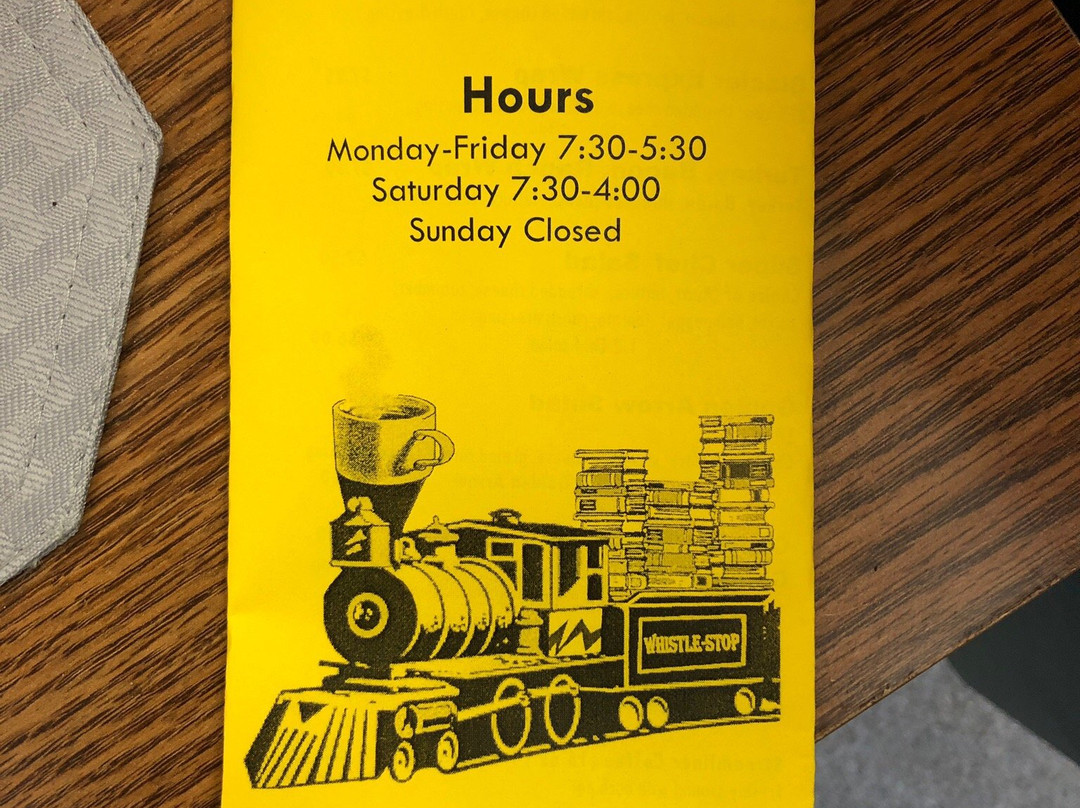 Hours
Monday-Friday 7:30-5:30
Saturday 7:30-4:00
Sunday Closed
WHISTLE-STOP